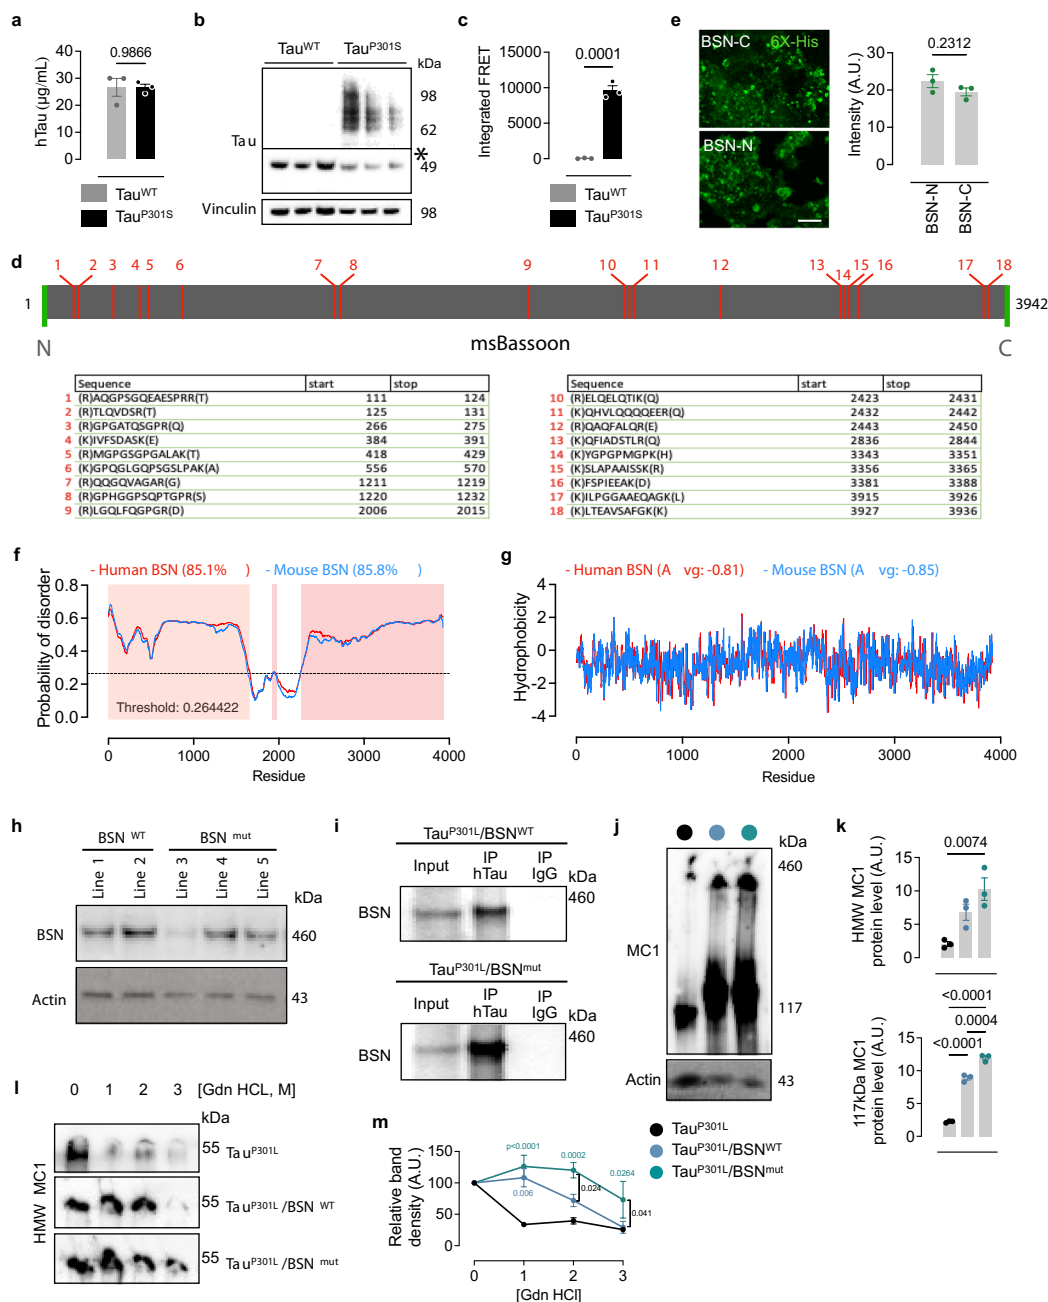 a
hTau (µg/mL)
40
30
20
10
0
0.9866
Tau^WT
Tau^P301S
b
Tau^WT
Tau^P301S
kDa
98
62
*
49
98
Tau
Vinculin
c
Integrated FRET
15000
10000
5000
0
0.0001
Tau^WT
Tau^P301S
e
BSN-C 6X-His
BSN-N
Intensity (A.U.)
30
20
10
0
0.2312
BSN-N
BSN-C
d
1 2 3 4 5 6 7 8 9 10 11 12 13 14 15 16 17 18
1
3942
N
msBassoon
C
Sequence start stop
1 (R)AQGPSGQEAESPRR(T) 111 124
2 (R)TLQVDSR(T) 125 131
3 (R)GPGATQSGPR(Q) 266 275
4 (K)IVFSDASK(E) 384 391
5 (R)MGPGSGPGALAK(T) 418 429
6 (K)GPQGLGQPSGSLPAK(A) 556 570
7 (R)QQGQVAGAR(G) 1211 1219
8 (R)GPHGGPSQPTGPR(S) 1220 1232
9 (R)LGQLFQGPGR(D) 2006 2015
Sequence start stop
10 (R)ELQELQTIK(Q) 2423 2431
11 (K)QHVLQQQQEER(Q) 2432 2442
12 (R)QAQFALQR(E) 2443 2450
13 (K)QFIADSTLR(Q) 2836 2844
14 (K)YGPGPMGPK(H) 3343 3351
15 (K)SLAPAAISSK(R) 3356 3365
16 (K)FSPIEEAK(D) 3381 3388
17 (K)ILPGGAAEQAGK(L) 3915 3926
18 (K)LTEAVSAFGK(K) 3927 3936
f
- Human BSN (85.1% ) - Mouse BSN (85.8% )
Probability of disorder
0.8
0.6
0.4
0.2
0.0
Threshold: 0.264422
0 1000 2000 3000 4000
Residue
g
- Human BSN (A vg: -0.81) - Mouse BSN (A vg: -0.85)
Hydrophobicity
4
2
0
-2
-4
0 1000 2000 3000 4000
Residue
h
BSN ^WT BSN ^mut
Line 1
Line 2
Line 3
Line 4
Line 5
kDa
BSN 460
Actin 43
i
Tau^P301L/BSN^WT
Input IP hTau IP IgG kDa
460
BSN
Tau^P301L/BSN^mut
Input IP hTau IP IgG kDa
460
BSN
j
kDa
460
MC1
117
Actin 43
Tau^P301L
Tau^P301L/BSN^WT
Tau^P301L/BSN^mut
k
HMW MC1 protein level (A.U.)
15
10
5
0
0.0074
117kDa MC1 protein level (A.U.)
15
10
5
0
<0.0001
0.0004
<0.0001
l
0 1 2 3 [Gdn HCL, M]
kDa
HMW MC1
55 Tau^P301L
55 Tau^P301L /BSN ^WT
55 Tau^P301L /BSN ^mut
m
Relative band density (A.U.)
150
100
50
0
p<0.0001
0.006
0.0002
0.024
0.0264
0.041
0 1 2 3
[Gdn HCl]